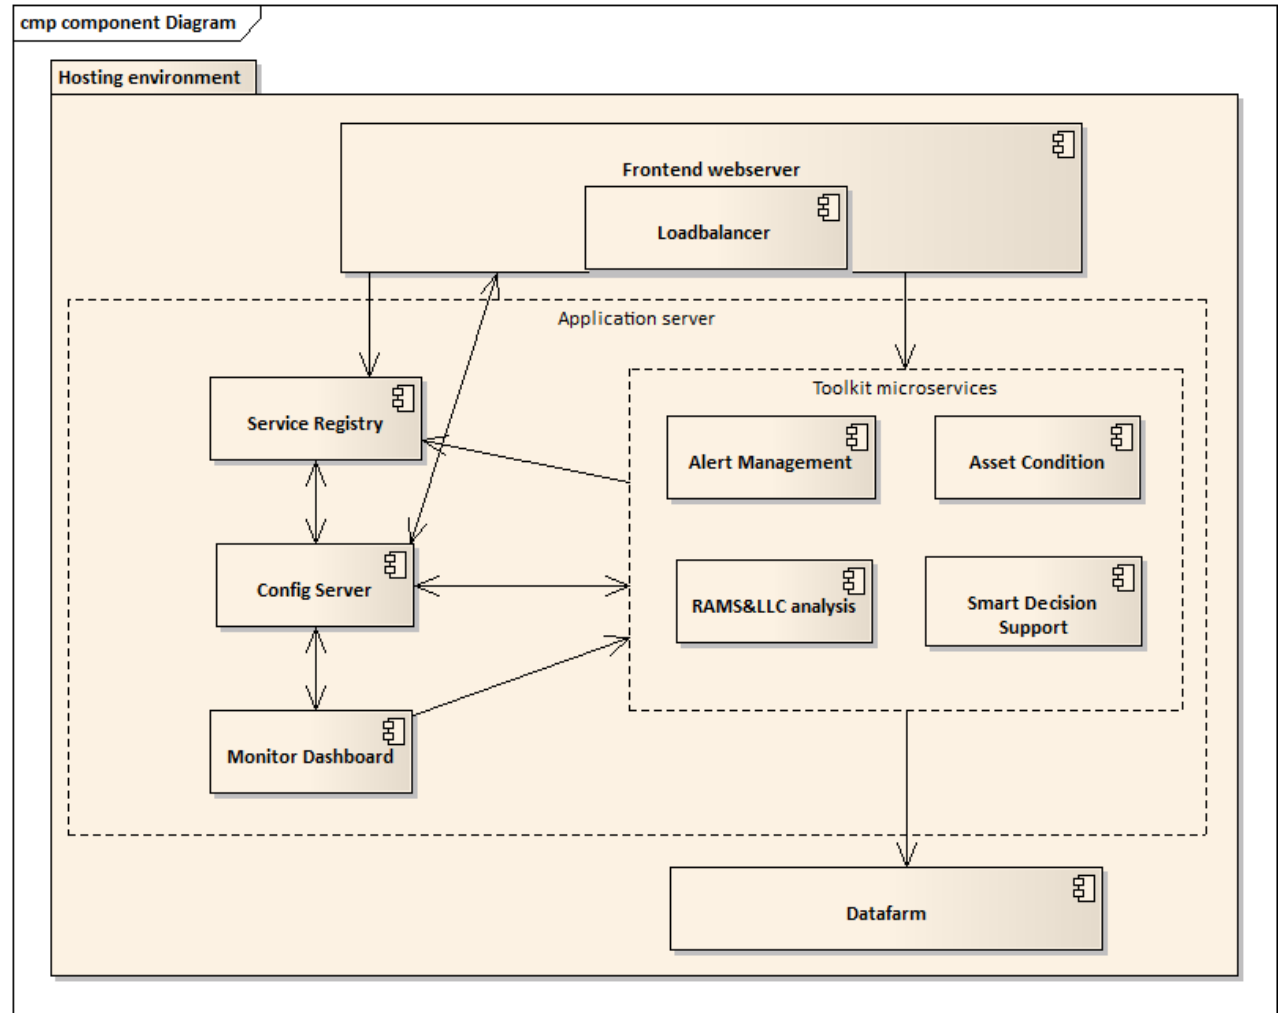 cmp component Diagram
Hosting environment
Frontend webserver
Loadbalancer
Application server
Toolkit microservices
Service Registry
Alert Management
Asset Condition
Config Server
RAMS&LLC analysis
Smart Decision
Support
Monitor Dashboard
Datafarm